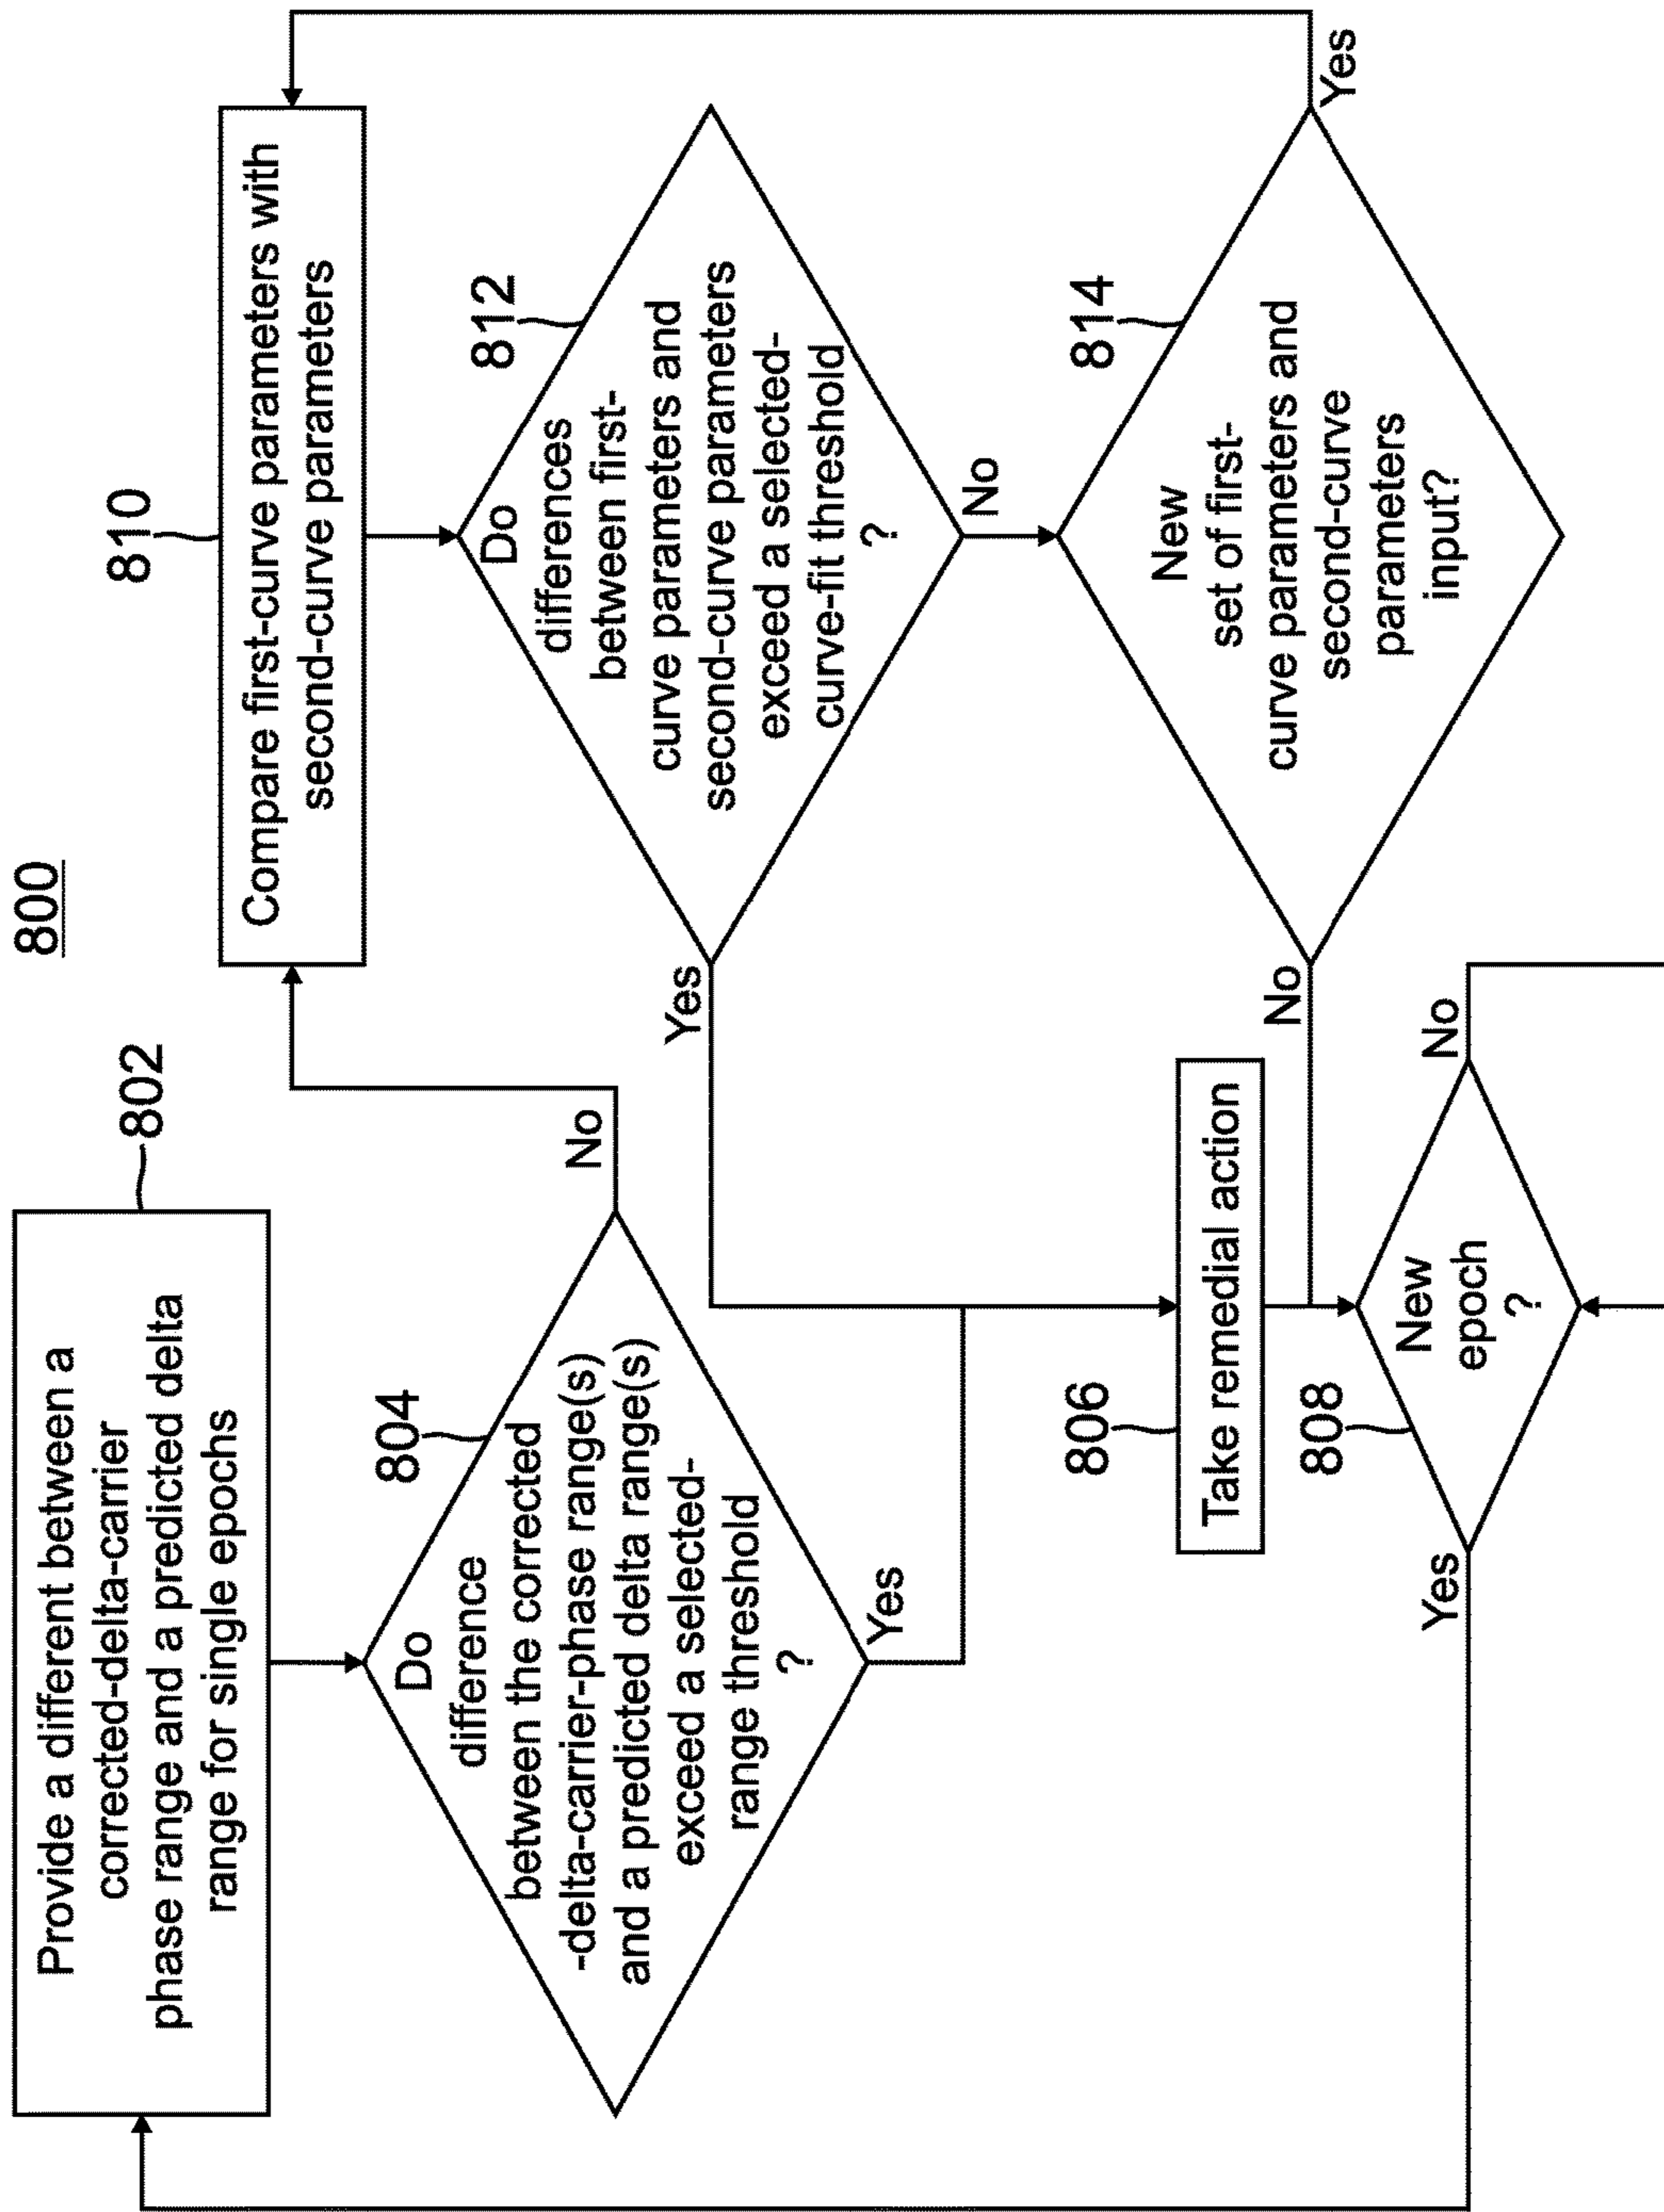 800
Provide a different between a
corrected-delta-carrier
phase range and a predicted delta
range for single epochs
802
Do
difference
between the corrected
-delta-carrier-phase range(s)
and a predicted delta range(s)
exceed a selected-
range threshold
?
804
No
Yes
Take remedial action
806
New
epoch
?
808
Yes
No
810
Compare first-curve parameters with
second-curve parameters
812
Do
differences
between first-
curve parameters and
second-curve parameters
exceed a selected-
curve-fit threshold
?
Yes
No
814
New
set of first-
curve parameters and
second-curve
parameters
input?
No
Yes